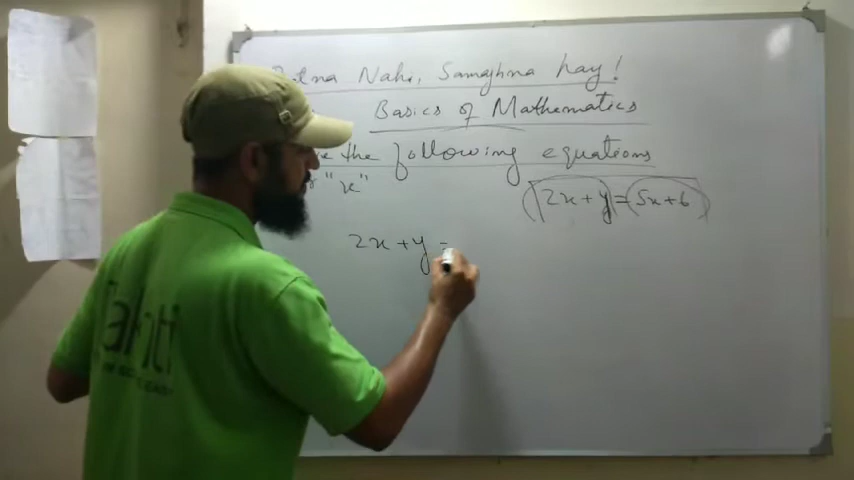 Nahi, Samajhna hay!
Basics of Mathematics
the following equations
"x"
2x+y = 5x+6
2x+y =